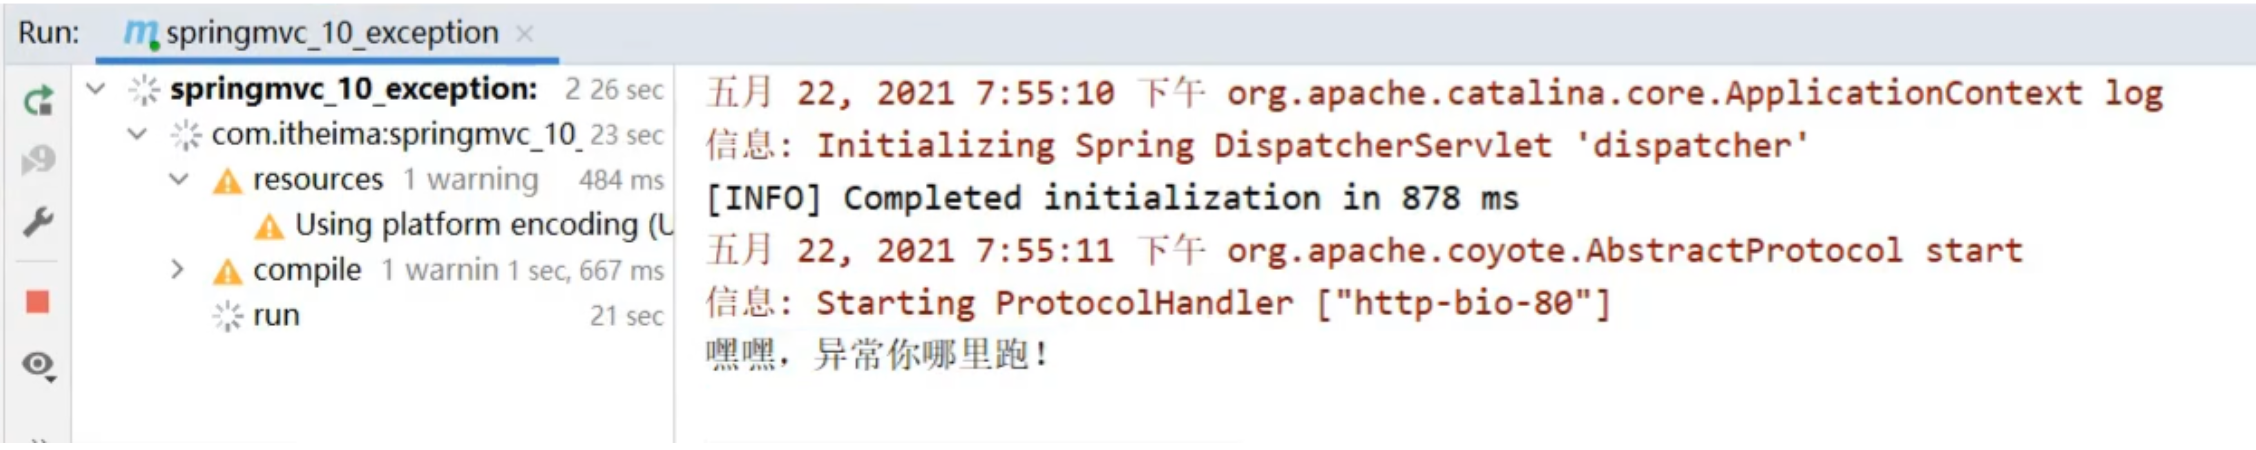 Run: springmvc_10_exception
springmvc_10_exception: 2 26 sec
com.itheima:springmvc_10_ 23 sec
resources 1 warning 484 ms
Using platform encoding (U
compile 1 warnin 1 sec, 667 ms
run 21 sec
五月 22, 2021 7:55:10 下午 org.apache.catalina.core.ApplicationContext log
信息: Initializing Spring DispatcherServlet 'dispatcher'
[INFO] Completed initialization in 878 ms
五月 22, 2021 7:55:11 下午 org.apache.coyote.AbstractProtocol start
信息: Starting ProtocolHandler ["http-bio-80"]
嘿嘿，异常你哪里跑！